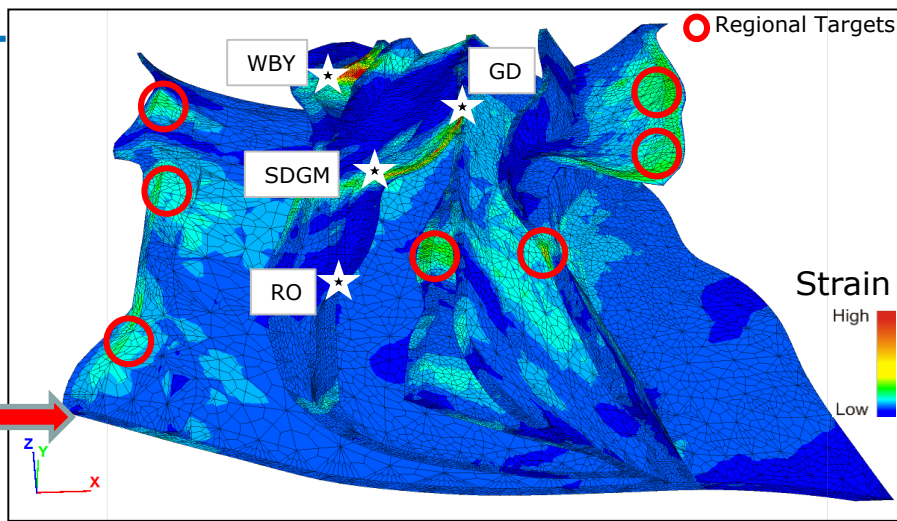 Regional Targets
WBY
GD
SDGM
RO
Strain
High
Low
Z
Y
X